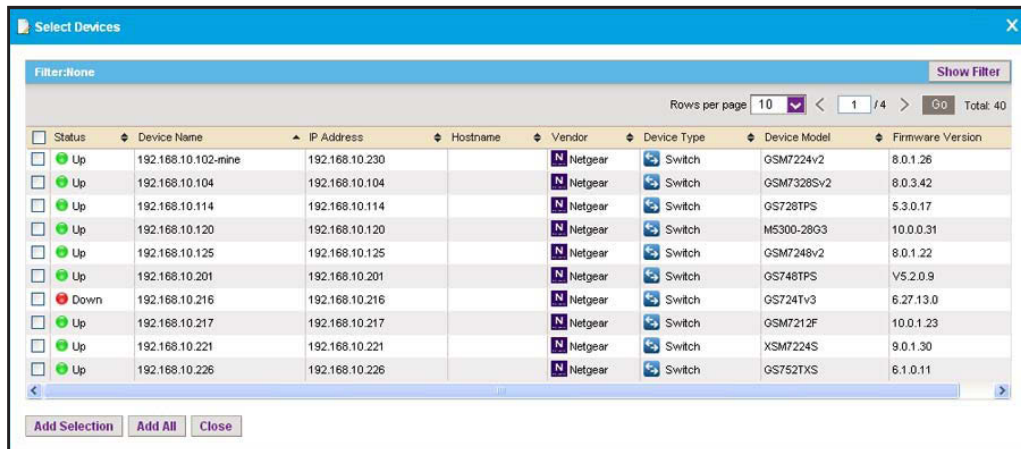 Select Devices X
Filter:None Show Filter
Rows per page 10 < 1 /4 > Go Total: 40
Status Device Name IP Address Hostname Vendor Device Type Device Model Firmware Version
Up 192.168.10.102-mine 192.168.10.230 N Netgear Switch GSM7224v2 8.0.1.26
Up 192.168.10.104 192.168.10.104 N Netgear Switch GSM7328Sv2 8.0.3.42
Up 192.168.10.114 192.168.10.114 N Netgear Switch GS728TPS 5.3.0.17
Up 192.168.10.120 192.168.10.120 N Netgear Switch M5300-28G3 10.0.0.31
Up 192.168.10.125 192.168.10.125 N Netgear Switch GSM7248v2 8.0.1.22
Up 192.168.10.201 192.168.10.201 N Netgear Switch GS748TPS V5.2.0.9
Down 192.168.10.216 192.168.10.216 N Netgear Switch GS724Tv3 6.27.13.0
Up 192.168.10.217 192.168.10.217 N Netgear Switch GSM7212F 10.0.1.23
Up 192.168.10.221 192.168.10.221 N Netgear Switch XSM7224S 9.0.1.30
Up 192.168.10.226 192.168.10.226 N Netgear Switch GS752TXS 6.1.0.11
Add Selection Add All Close